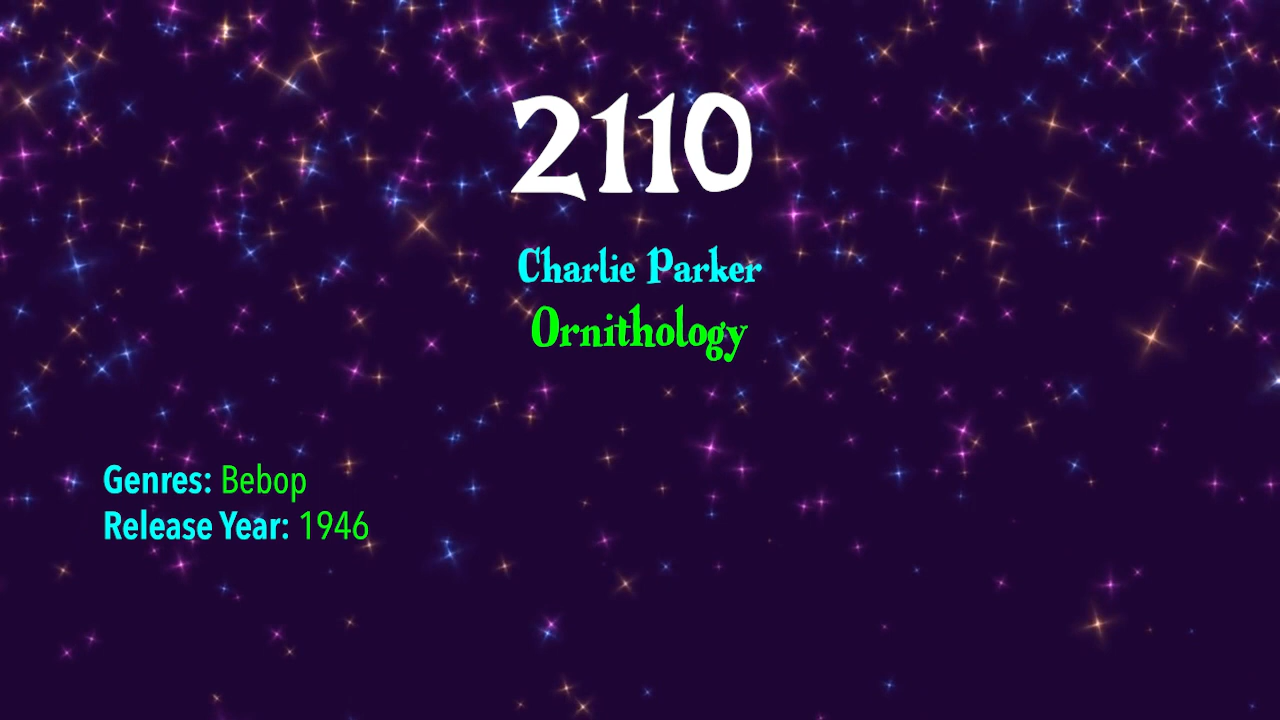 2110
Charlie Parker
Ornithology
Genres: Bebop
Release Year: 1946